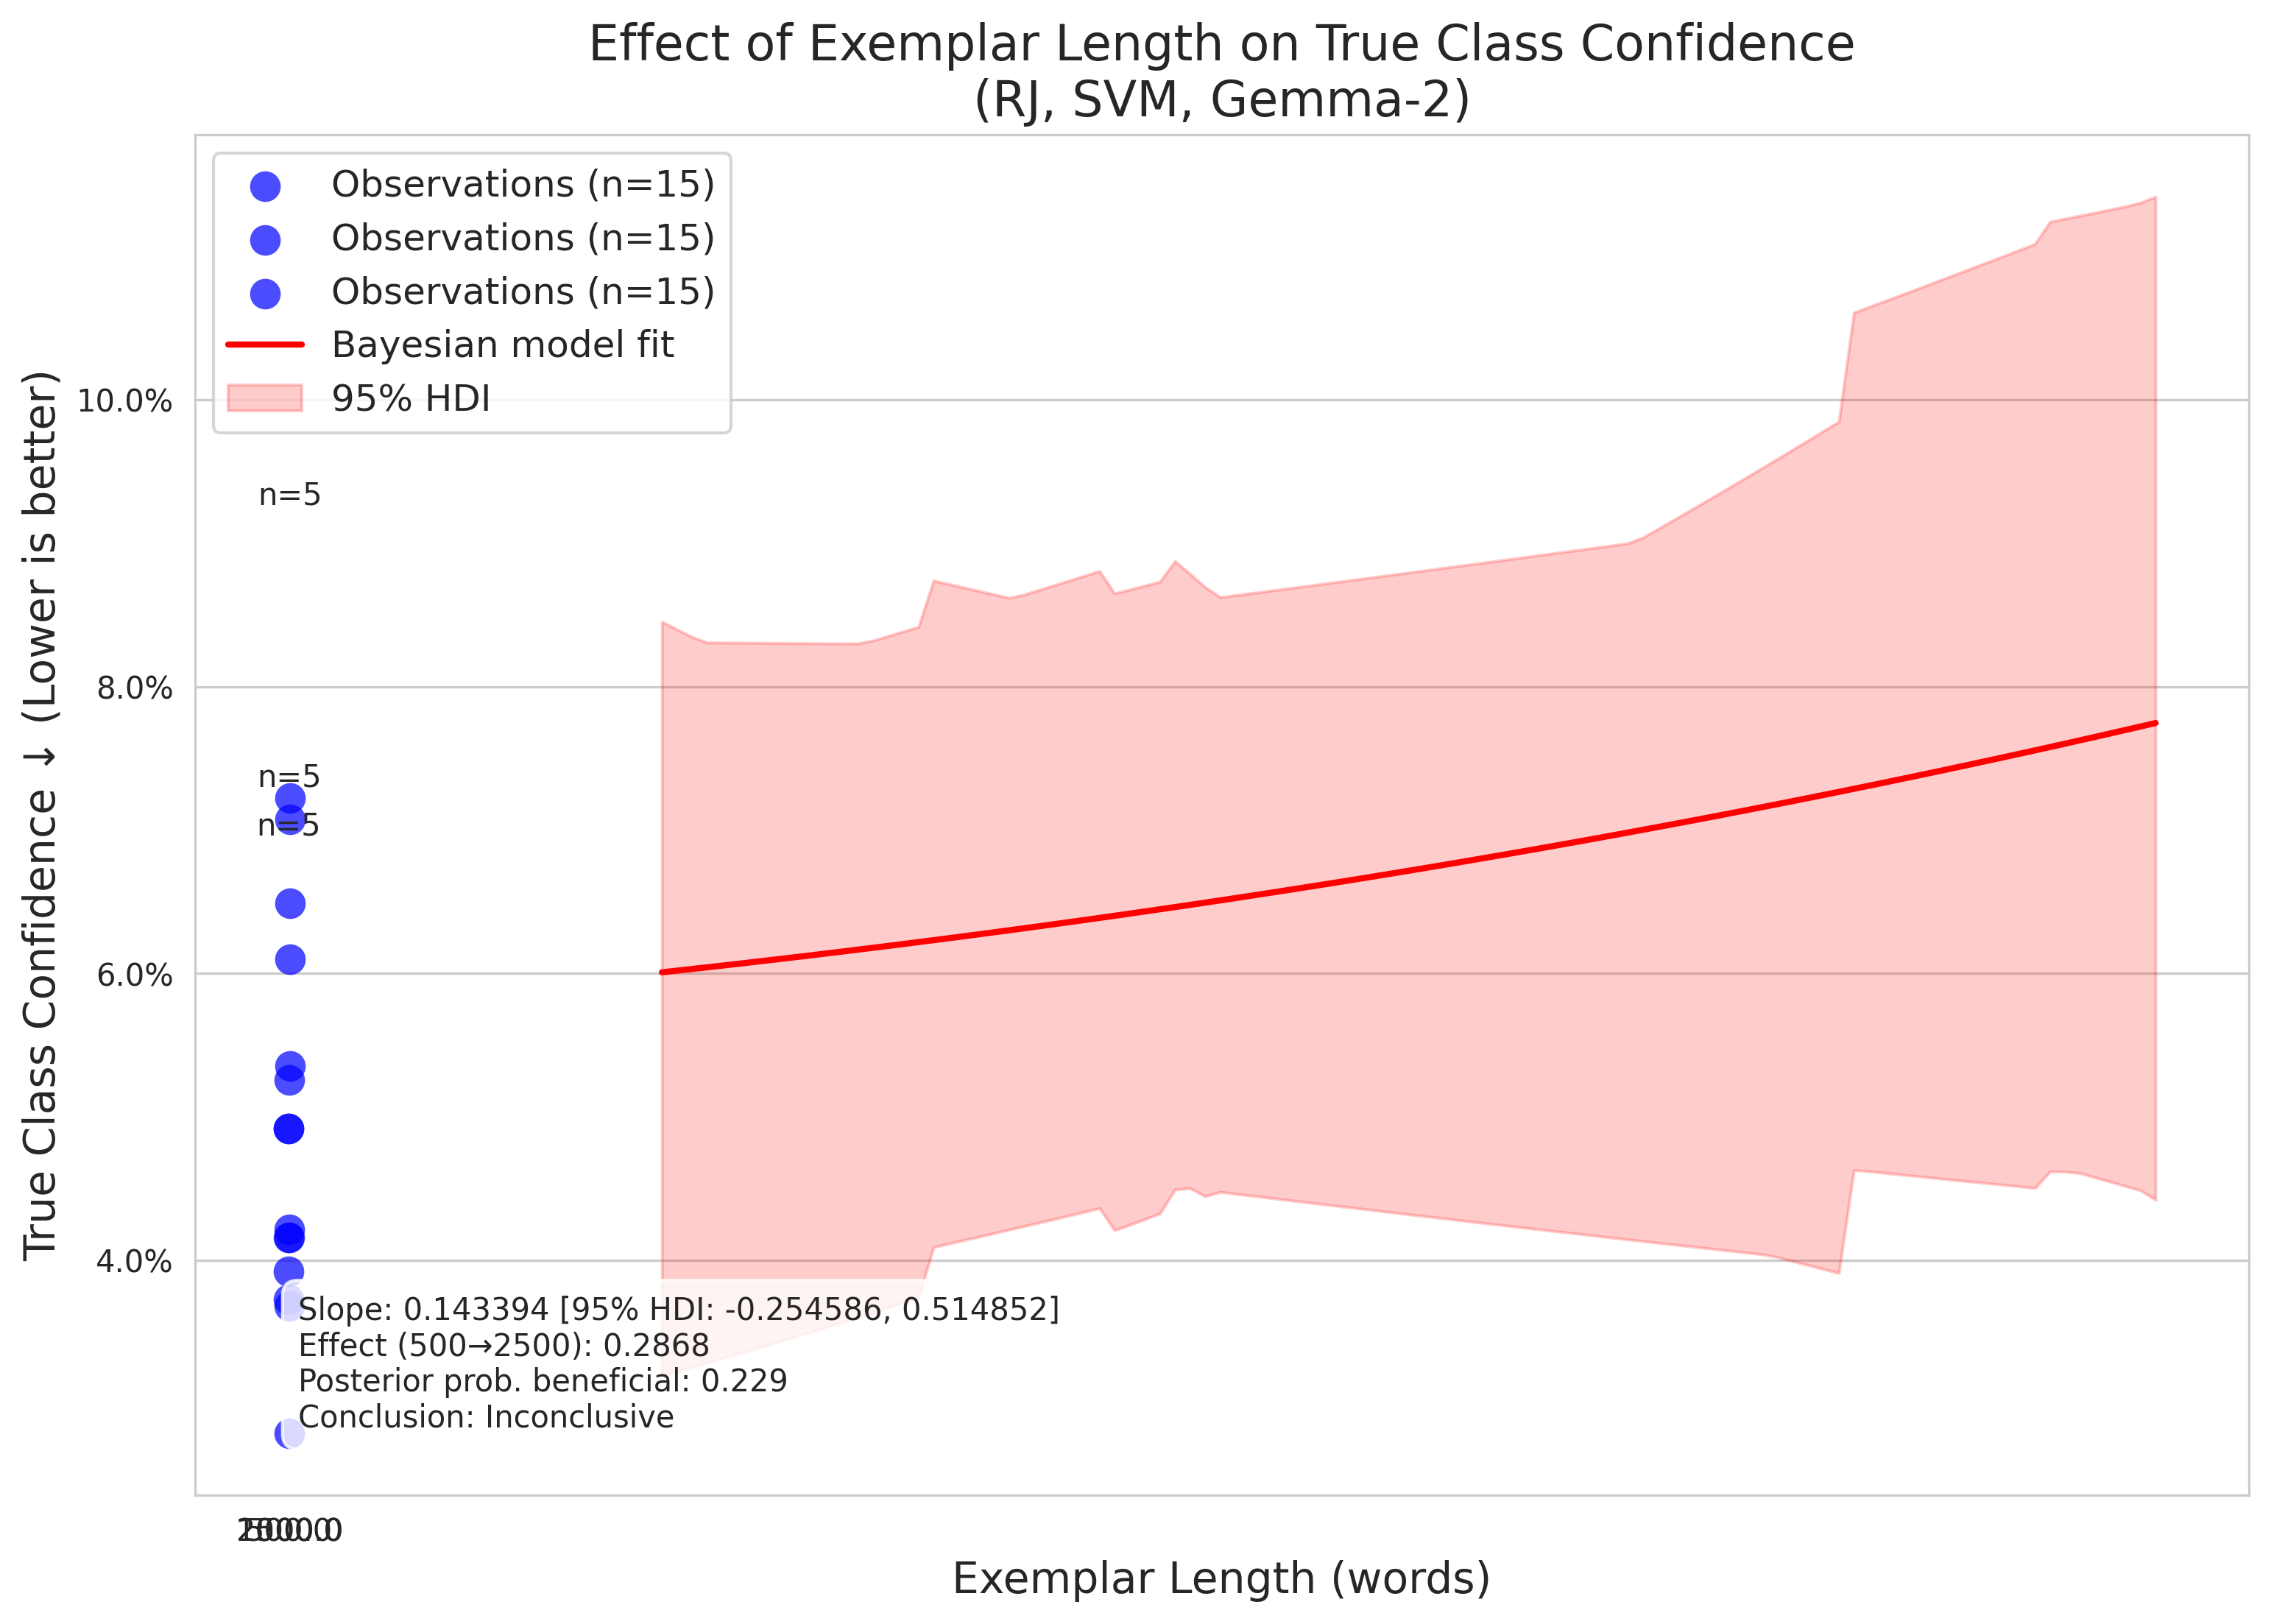 Effect of Exemplar Length on True Class Confidence
(RJ, SVM, Gemma-2)
Observations (n=15)
Observations (n=15)
Observations (n=15)
Bayesian model fit
95% HDI
True Class Confidence ↓ (Lower is better)
10.0%
8.0%
6.0%
4.0%
n=5
n=5
n=5
Slope: 0.143394 [95% HDI: -0.254586, 0.514852]
Effect (500→2500): 0.2868
Posterior prob. beneficial: 0.229
Conclusion: Inconclusive
Exemplar Length (words)